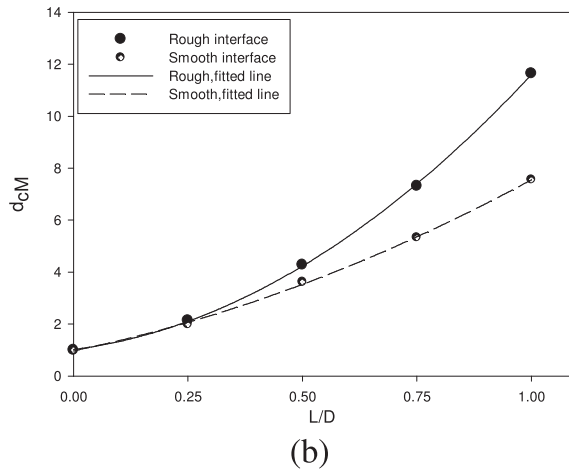 14
12
10
8
6
4
2
0
dcM
Rough interface
Smooth interface
Rough,fitted line
Smooth,fitted line
0.00 0.25 0.50 0.75 1.00
L/D
(b)